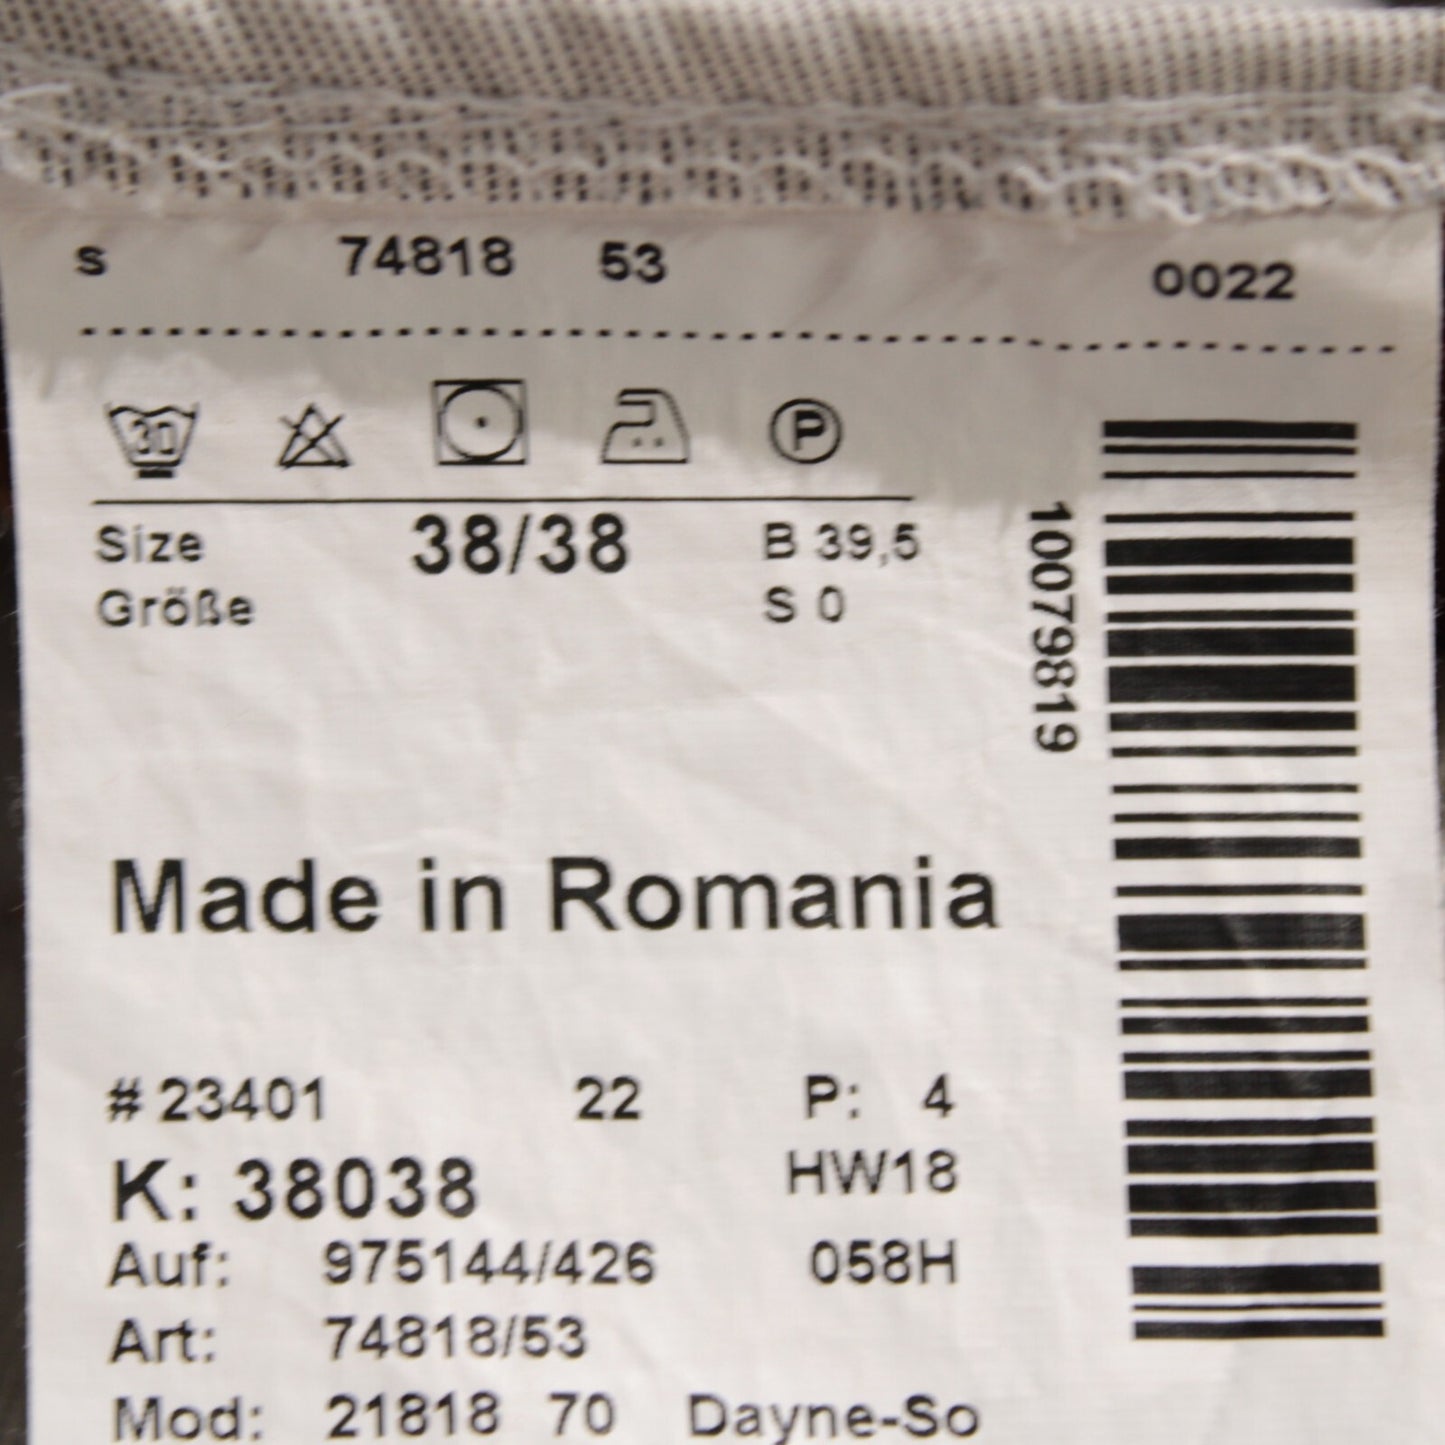 s 74818 53 0022
30 P
Size 38/38 B 39,5
Größe S 0
10079819
Made in Romania
# 23401 22 P: 4
K: 38038 HW18
Auf: 975144/426 058H
Art: 74818/53
Mod: 21818 70 Dayne-So